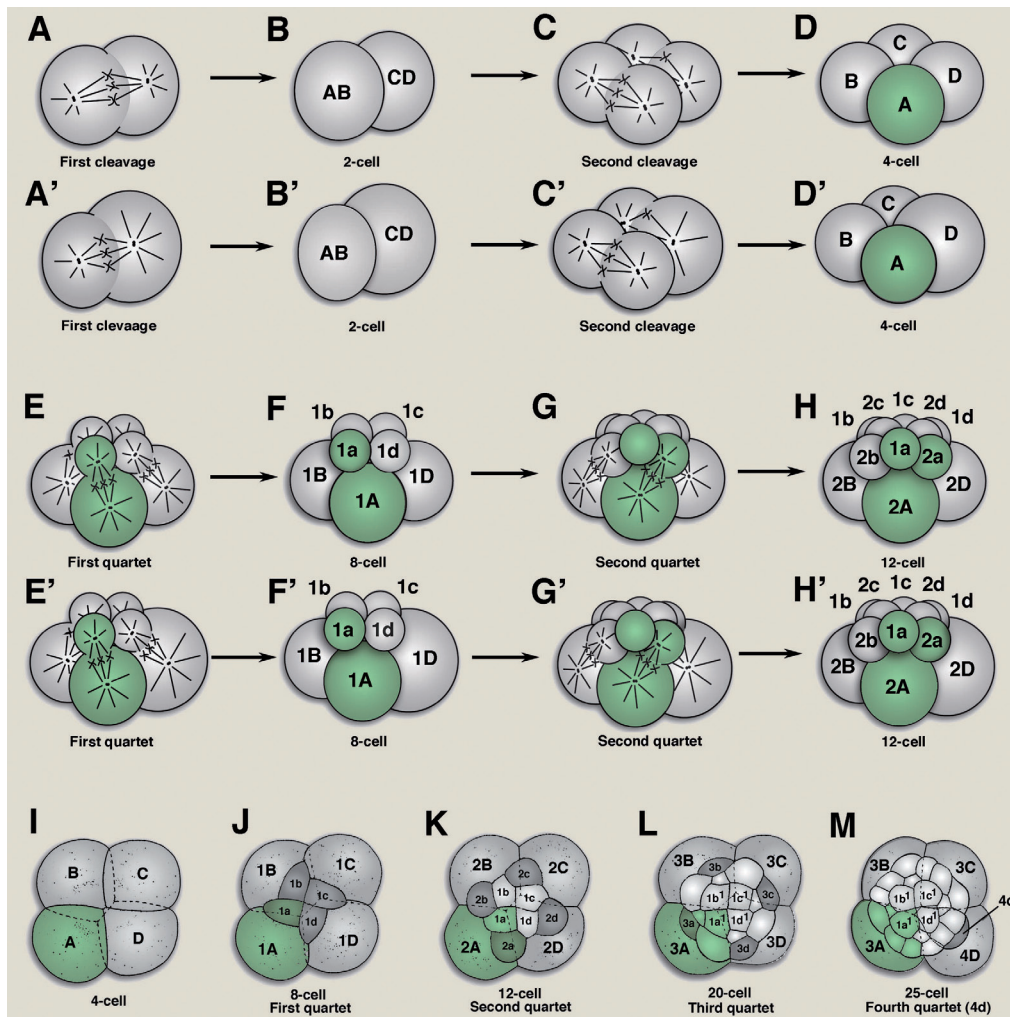 A B C D
AB CD C B D A
First cleavage 2-cell Second cleavage 4-cell
A’ B’ C’ D’
AB CD C B D A
First clevaage 2-cell Second cleavage 4-cell
E F G H
1b 1c 1b 2c 1c 2d 1d
1a 1d 2b 1a 2a
1B 1A 1D 2B 2A 2D
First quartet 8-cell Second quartet 12-cell
E’ F’ G’ H’
1b 1c 1b 2c 1c 2d 1d
1a 1d 2b 1a 2a
1B 1A 1D 2B 2A 2D
First quartet 8-cell Second quartet 12-cell
I J K L M
B C 1B 1C 2B 2C 3B 3b 3C 3B 3C
1b 1c 2b 1b 2c 1c 1b¹ 1c¹ 3c 1b¹ 1c¹
1a 1d 1a 1d 2d 3a 1a¹ 1d¹ 1a¹ 1d¹
A D 1A 1D 2A 2a 2D 3A 3d 3D 3A 4D
4-cell 8-cell 12-cell 20-cell 25-cell
First quartet Second quartet Third quartet Fourth quartet (4d)